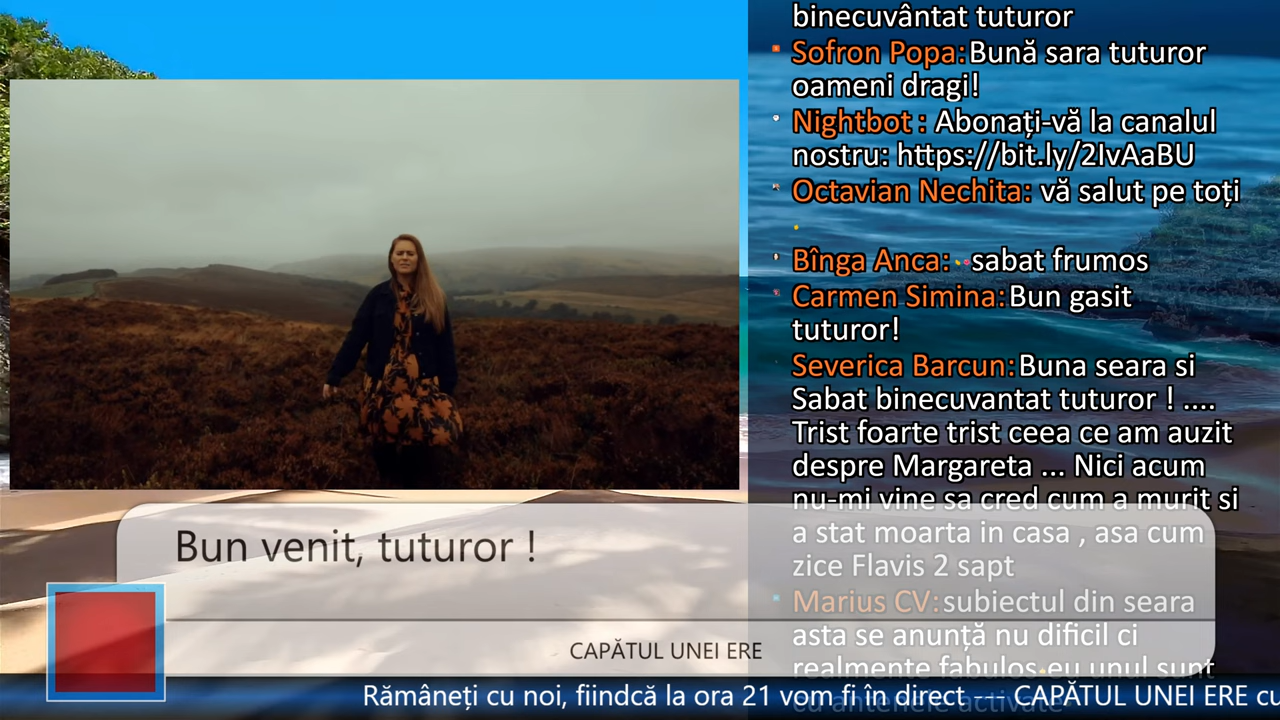 binecuvântat tuturor
Sofron Popa: Bună sara tuturor
oameni dragi!
Nightbot : Abonați-vă la canalul
nostru: https://bit.ly/2IvAaBU
Octavian Nechita: vă salut pe toți
Bînga Anca: sabat frumos
Carmen Simina: Bun gasit
tuturor!
Severica Barcun: Buna seara si
Sabat binecuvantat tuturor ! ....
Trist foarte trist ceea ce am auzit
despre Margareta ... Nici acum
nu-mi vine sa cred cum a murit si
a stat moarta in casa , asa cum
zice Flavis 2 sapt
Marius CV: subiectul din seara
asta se anunță nu dificil ci
realmente fabulos eu unul sunt
cu antenele activate
Bun venit, tuturor !
CAPĂTUL UNEI ERE
Rămâneți cu noi, fiindcă la ora 21 vom fi în direct --- CAPĂTUL UNEI ERE cu